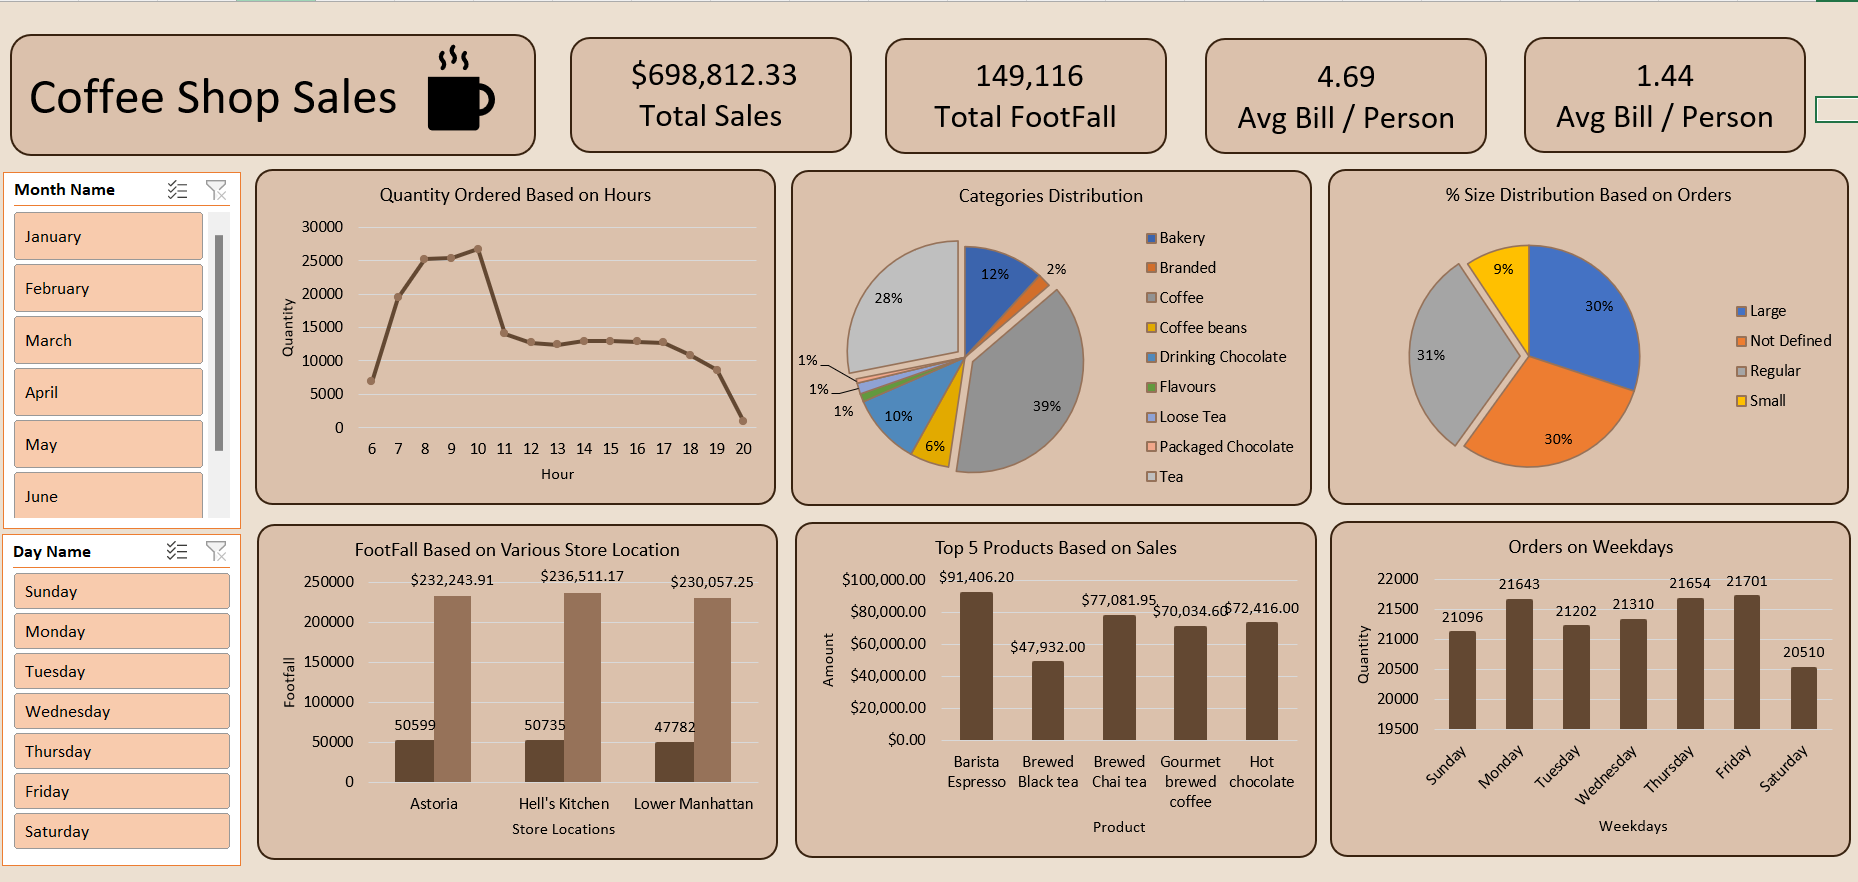 Coffee Shop Sales
$698,812.33
Total Sales
149,116
Total FootFall
4.69
Avg Bill / Person
1.44
Avg Bill / Person
Month Name
January
February
March
April
May
June
Day Name
Sunday
Monday
Tuesday
Wednesday
Thursday
Friday
Saturday
Quantity Ordered Based on Hours
30000
25000
20000
15000
10000
5000
0
Quantity
6 7 8 9 10 11 12 13 14 15 16 17 18 19 20
Hour
Categories Distribution
12%
2%
28%
39%
1%
1%
1%
10%
6%
Bakery
Branded
Coffee
Coffee beans
Drinking Chocolate
Flavours
Loose Tea
Packaged Chocolate
Tea
% Size Distribution Based on Orders
9%
30%
31%
30%
Large
Not Defined
Regular
Small
FootFall Based on Various Store Location
250000
200000
150000
100000
50000
0
Footfall
$232,243.91
$236,511.17
$230,057.25
50599
50735
47782
Astoria
Hell's Kitchen
Lower Manhattan
Store Locations
Top 5 Products Based on Sales
$100,000.00
$80,000.00
$60,000.00
$40,000.00
$20,000.00
$0.00
Amount
$91,406.20
$47,932.00
$77,081.95
$70,034.60
$72,416.00
Barista
Espresso
Brewed
Black tea
Brewed
Chai tea
Gourmet
brewed
coffee
Hot
chocolate
Product
Orders on Weekdays
22000
21500
21000
20500
20000
19500
Quantity
21096
21643
21202
21310
21654
21701
20510
Sunday
Monday
Tuesday
Wednesday
Thursday
Friday
Saturday
Weekdays